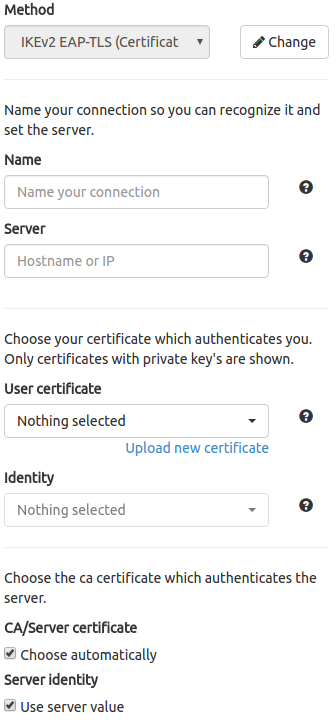 Method
IKEv2 EAP-TLS (Certificat
Change
Name your connection so you can recognize it and
set the server.
Name
Name your connection
Server
Hostname or IP
Choose your certificate which authenticates you.
Only certificates with private key's are shown.
User certificate
Nothing selected
Upload new certificate
Identity
Nothing selected
Choose the ca certificate which authenticates the
server.
CA/Server certificate
Choose automatically
Server identity
Use server value